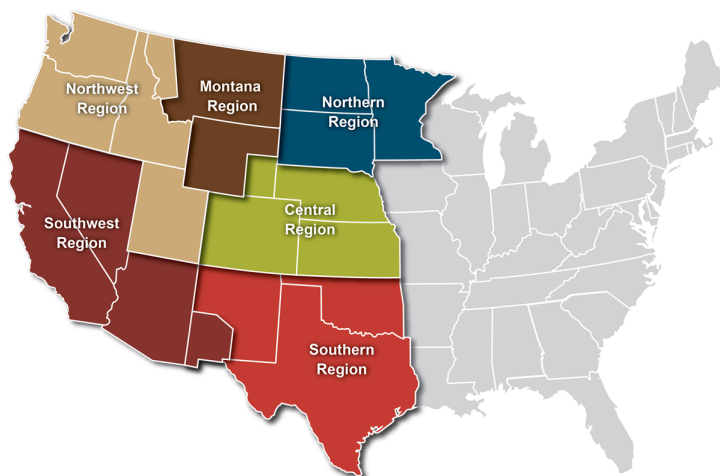 Northwest
Region
Montana
Region
Northern
Region
Southwest
Region
Central
Region
Southern
Region